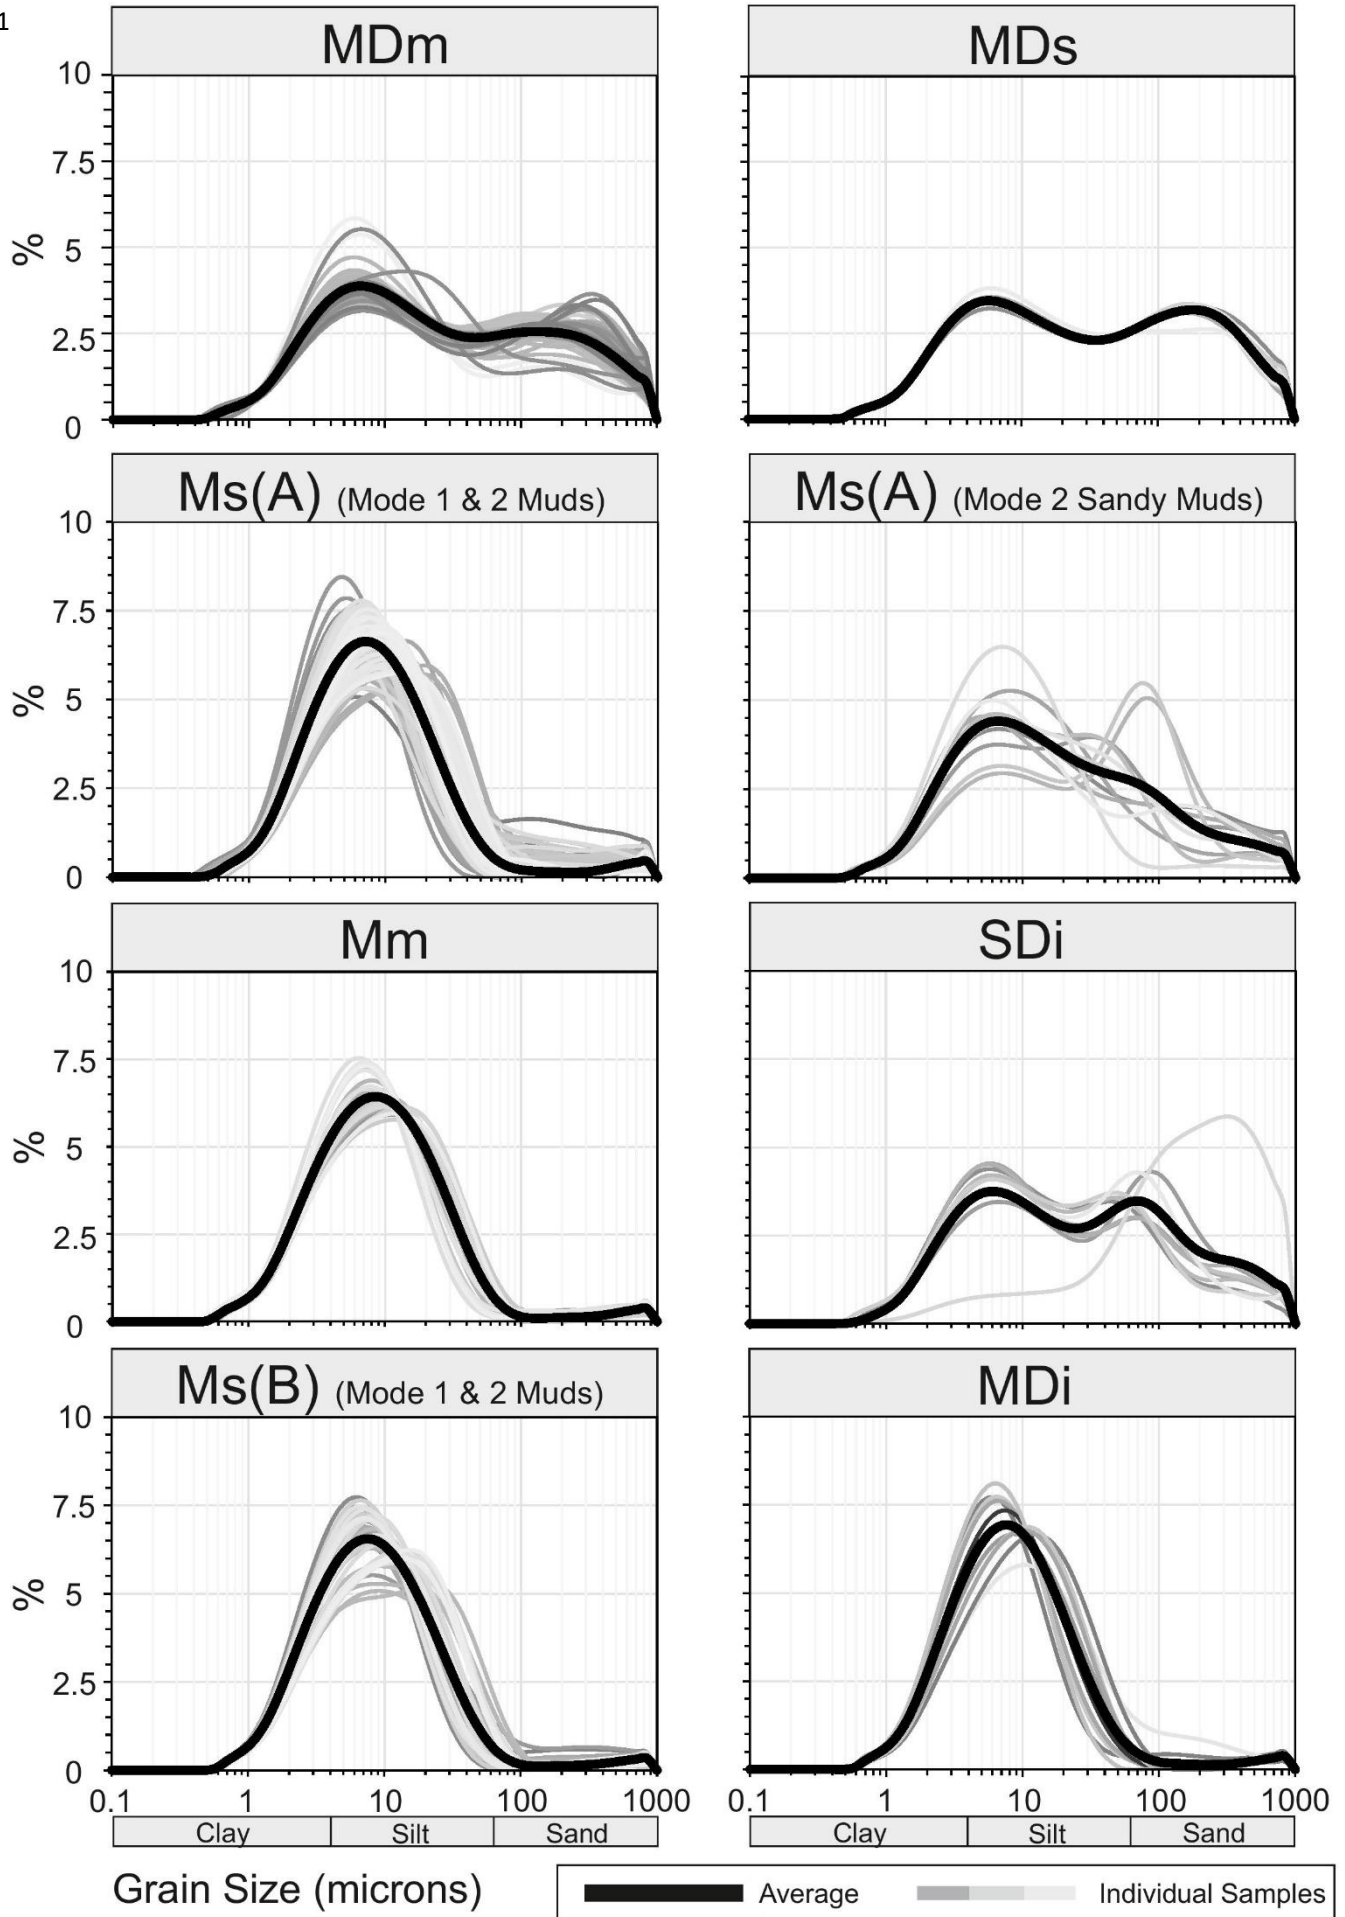 1
MDm
MDs
10
7.5
5
2.5
0
%
Ms(A) (Mode 1 & 2 Muds)
Ms(A) (Mode 2 Sandy Muds)
10
7.5
5
2.5
0
%
Mm
SDi
10
7.5
5
2.5
0
%
Ms(B) (Mode 1 & 2 Muds)
MDi
10
7.5
5
2.5
0
%
0.1 1 10 100 1000
0.1 1 10 100 1000
Clay Silt Sand
Clay Silt Sand
Grain Size (microns)
Average
Individual Samples